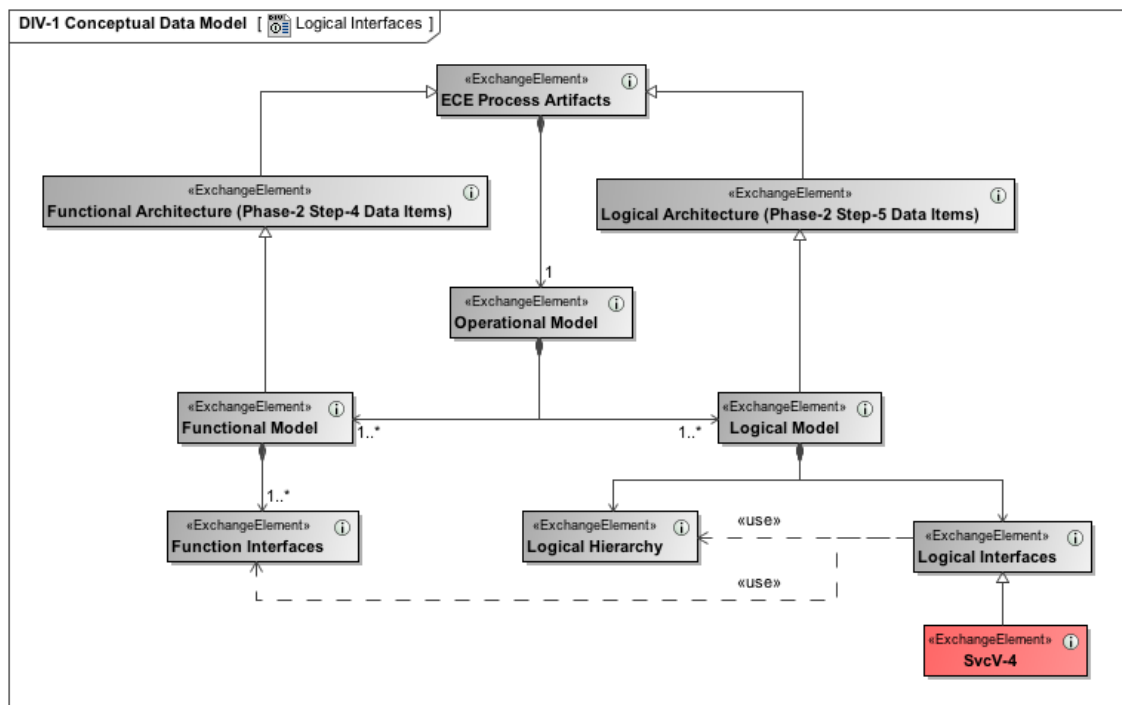 DIV-1 Conceptual Data Model [ Logical Interfaces ]
«ExchangeElement»
ECE Process Artifacts
«ExchangeElement»
Functional Architecture (Phase-2 Step-4 Data Items)
«ExchangeElement»
Logical Architecture (Phase-2 Step-5 Data Items)
1
«ExchangeElement»
Operational Model
«ExchangeElement»
Functional Model
1..*
1..*
«ExchangeElement»
Logical Model
1..*
«ExchangeElement»
Function Interfaces
«ExchangeElement»
Logical Hierarchy
«use»
«ExchangeElement»
Logical Interfaces
«use»
«ExchangeElement»
SvcV-4